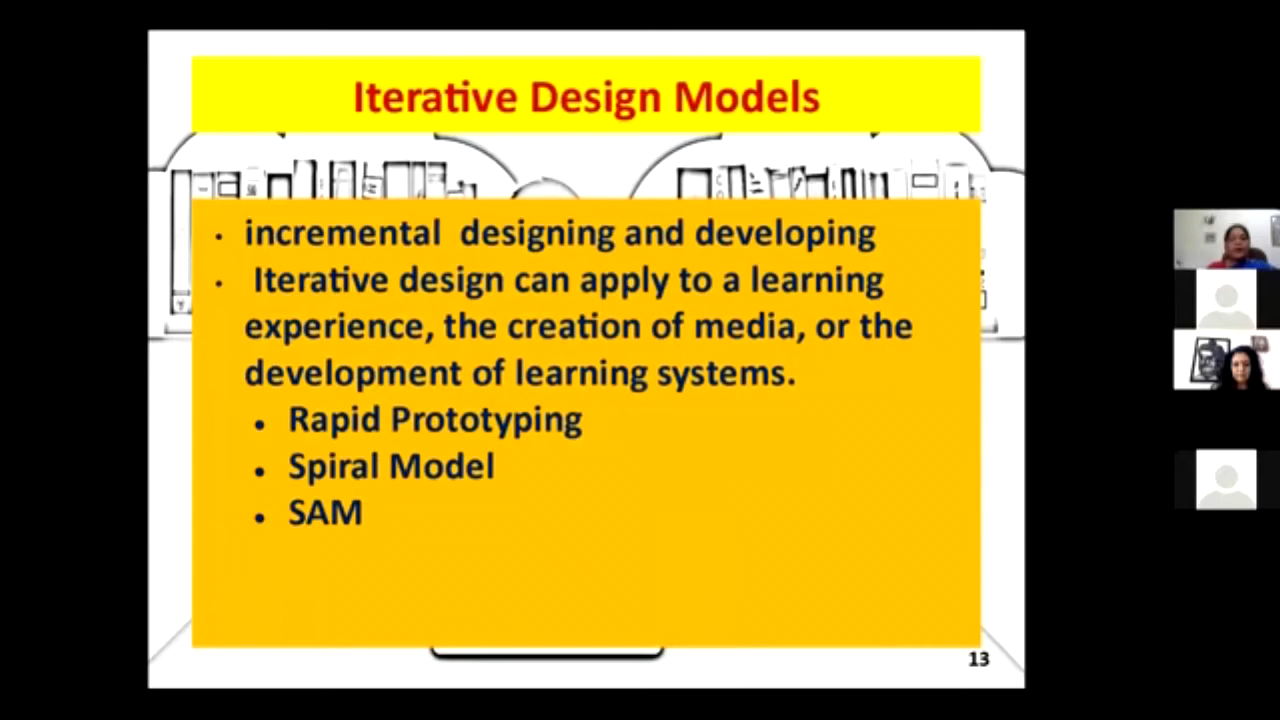 Iterative Design Models
• incremental designing and developing
• Iterative design can apply to a learning
experience, the creation of media, or the
development of learning systems.
• Rapid Prototyping
• Spiral Model
• SAM
13